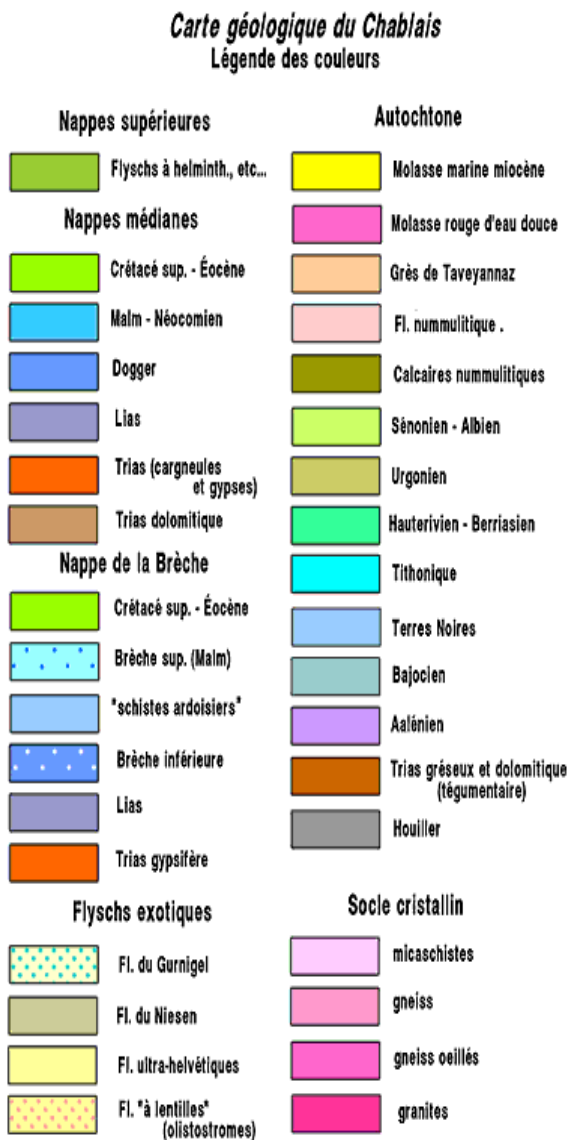 Carte géologique du Chablais
Légende des couleurs
Nappes supérieures
Flyschs à helminth., etc...
Nappes médianes
Crétacé sup. - Éocène
Malm - Néocomien
Dogger
Lias
Trias (cargneules
et gypses)
Trias dolomitique
Nappe de la Brèche
Crétacé sup. - Éocène
Brèche sup. (Malm)
"schistes ardoisiers"
Brèche inférieure
Lias
Trias gypsifère
Flyschs exotiques
Fl. du Gurnigel
Fl. du Niesen
Fl. ultra-helvétiques
Fl. "à lentilles"
(olistostromes)
Autochtone
Molasse marine miocène
Molasse rouge d'eau douce
Grès de Taveyannaz
Fl. nummulitique .
Calcaires nummulitiques
Sénonien - Albien
Urgonien
Hauterivien - Berriasien
Tithonique
Terres Noires
Bajocien
Aalénien
Trias gréseux et dolomitique
(tégumentaire)
Houiller
Socle cristallin
micaschistes
gneiss
gneiss oeillés
granites